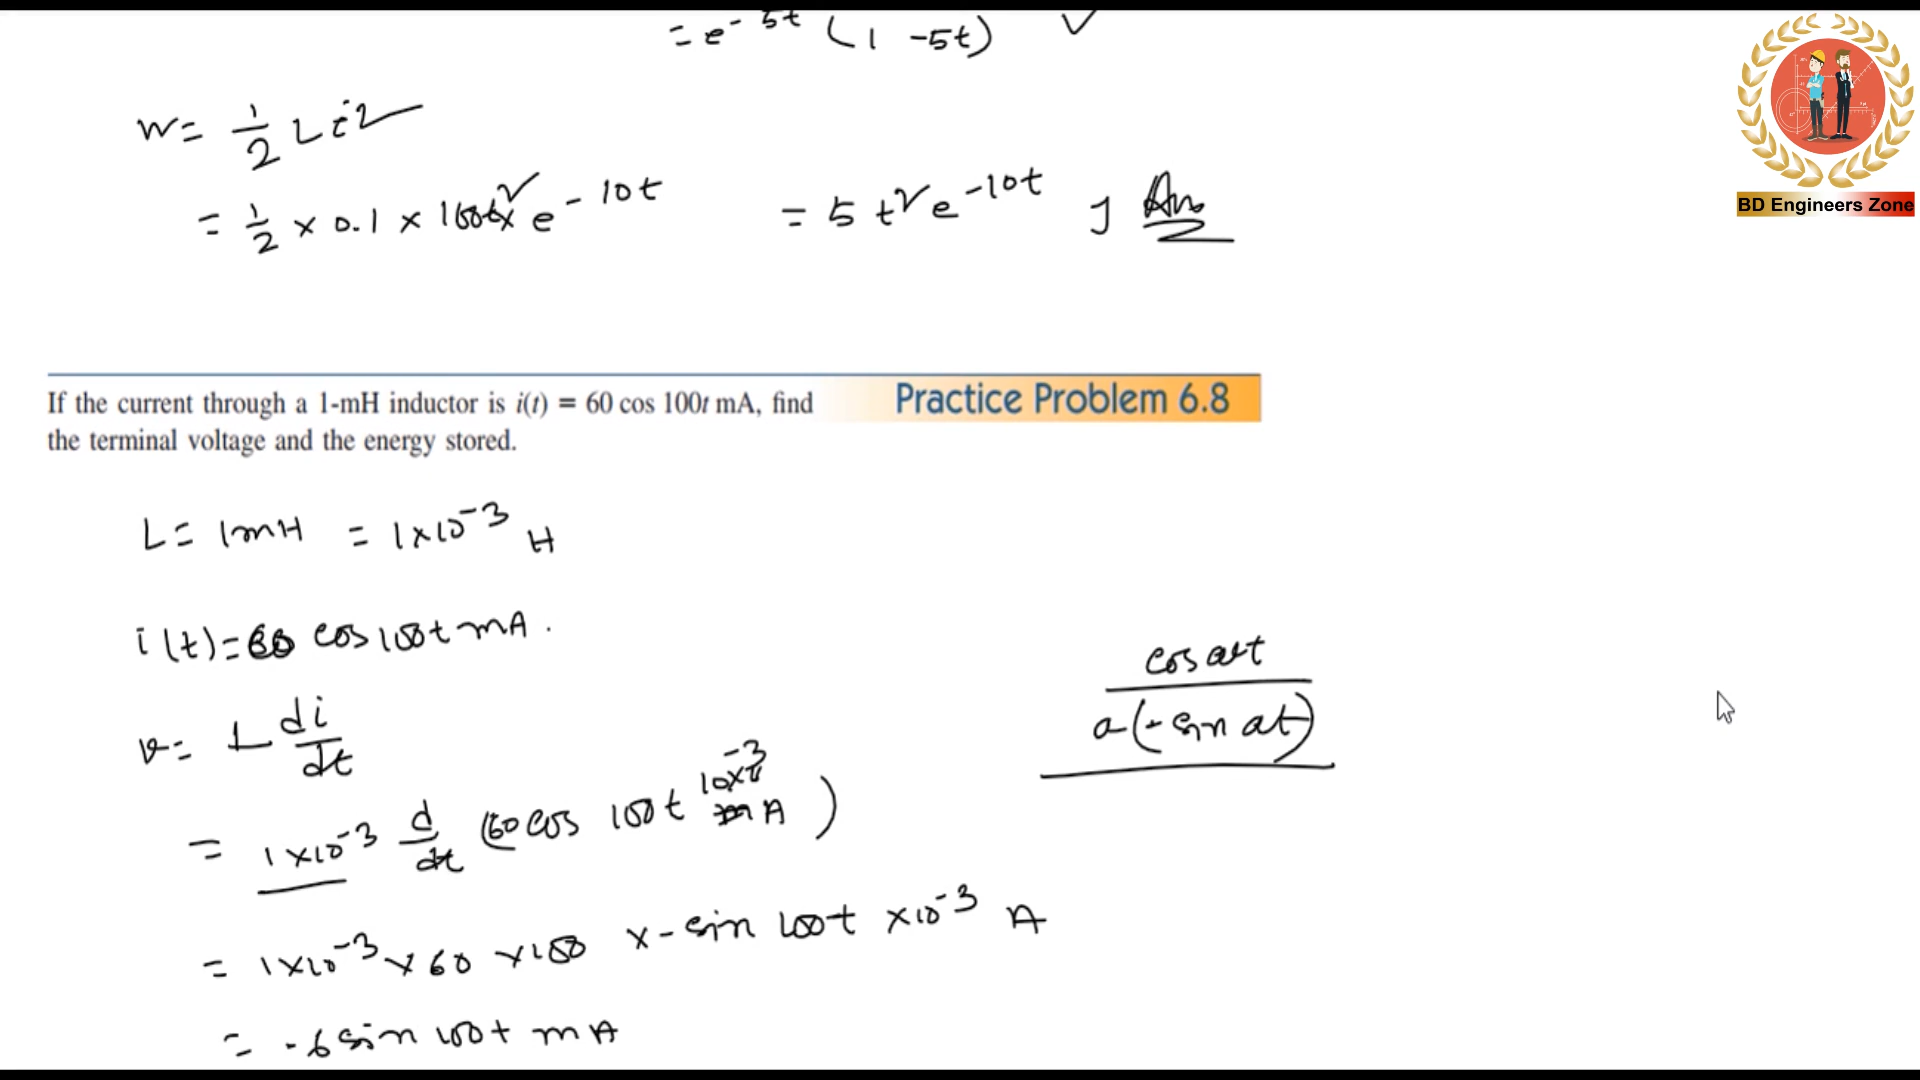 = e^-5t (1 -5t) ✓
BD Engineers Zone
w = 1/2 L i^2
= 1/2 × 0.1 × 100t^2 × e^-10t = 5 t^2 e^-10t J Ans
If the current through a 1-mH inductor is i(t) = 60 cos 100t mA, find
Practice Problem 6.8
the terminal voltage and the energy stored.
L = 1mH = 1×10^-3 H
i(t) = 60 cos 100t mA.
cos at
a(- sin at)
v = L di/dt
= 1×10^-3 d/dt (60 cos 100t A )
= 1×10^-3 × 60 × 100 × - sin 100t ×10^-3 A
= -6 sin 100t mA